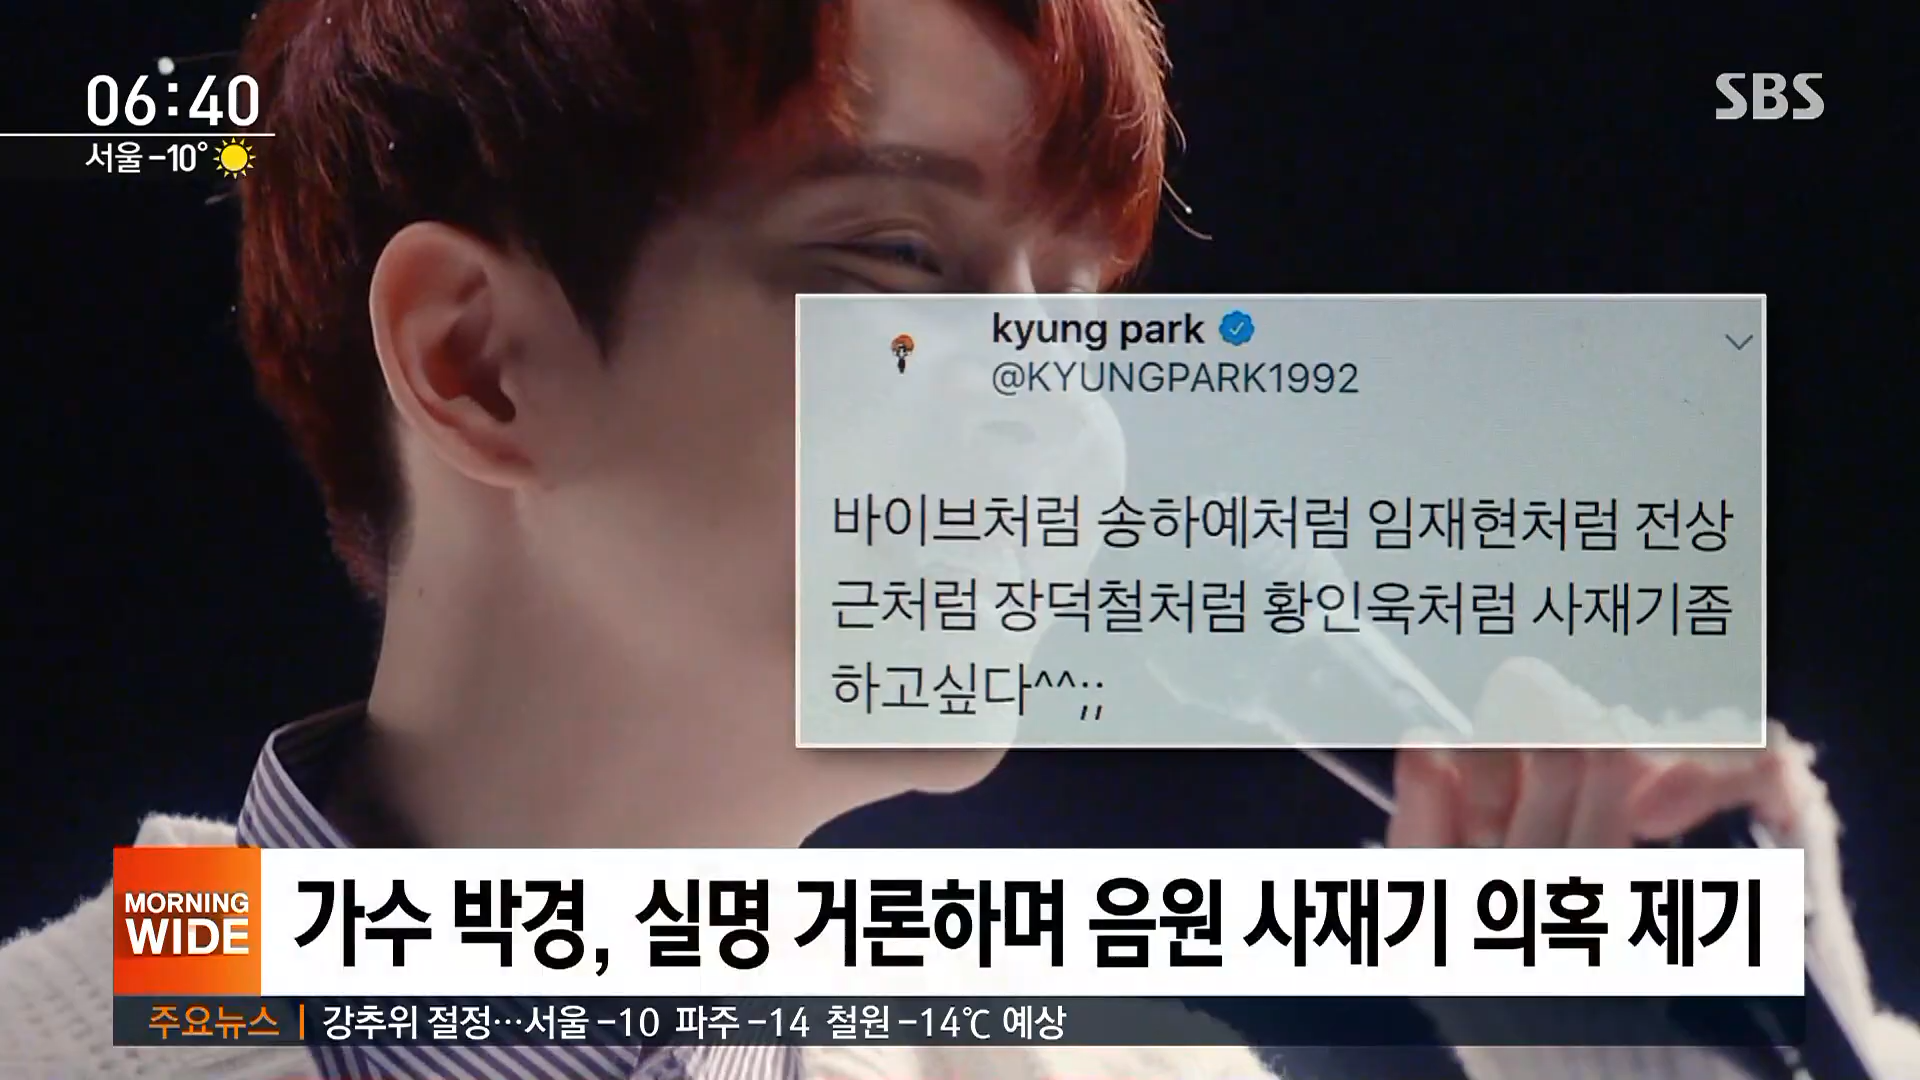 06:40
서울 -10°
SBS
kyung park
@KYUNGPARK1992
바이브처럼 송하예처럼 임재현처럼 전상
근처럼 장덕철처럼 황인욱처럼 사재기좀
하고싶다^^;;
MORNING
WIDE
가수 박경, 실명 거론하며 음원 사재기 의혹 제기
주요뉴스 | 강추위 절정…서울 -10 파주 -14 철원 -14℃ 예상